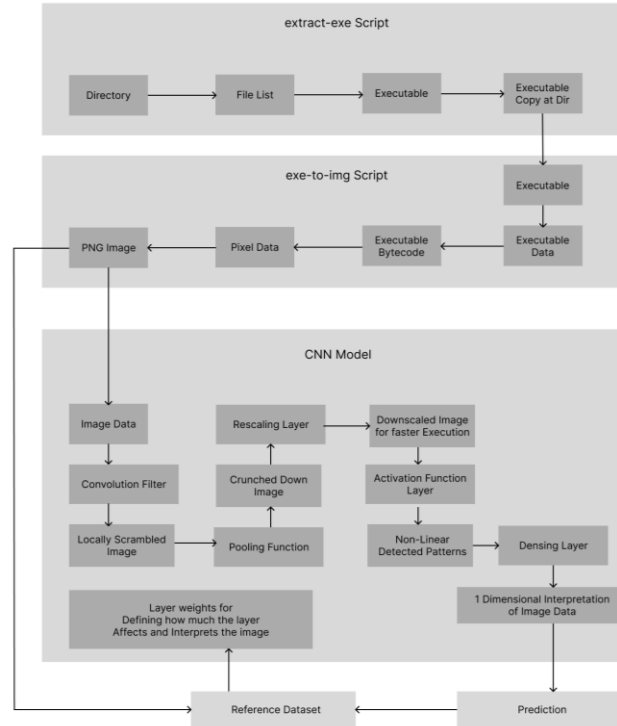 extract-exe Script
Directory
File List
Executable
Executable
Copy at Dir
exe-to-img Script
Executable
PNG Image
Pixel Data
Executable
Bytecode
Executable
Data
CNN Model
Image Data
Rescaling Layer
Downscaled Image
for faster Execution
Convolution Filter
Crunched Down
Image
Activation Function
Layer
Locally Scrambled
Image
Pooling Function
Non-Linear
Detected Patterns
Densing Layer
Layer weights for
Defining how much the layer
Affects and Interprets the image
1 Dimensional Interpretation
of Image Data
Reference Dataset
Prediction